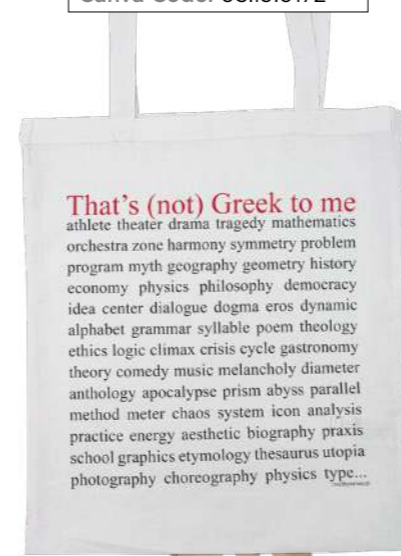 That's (not) Greek to me
athlete theater drama tragedy mathematics
orchestra zone harmony symmetry problem
program myth geography geometry history
economy physics philosophy democracy
idea center dialogue dogma eros dynamic
alphabet grammar syllable poem theology
ethics logic climax crisis cycle gastronomy
theory comedy music melancholy diameter
anthology apocalypse prism abyss parallel
method meter chaos system icon analysis
practice energy aesthetic biography praxis
school graphics etymology thesaurus utopia
photography choreography physics type...